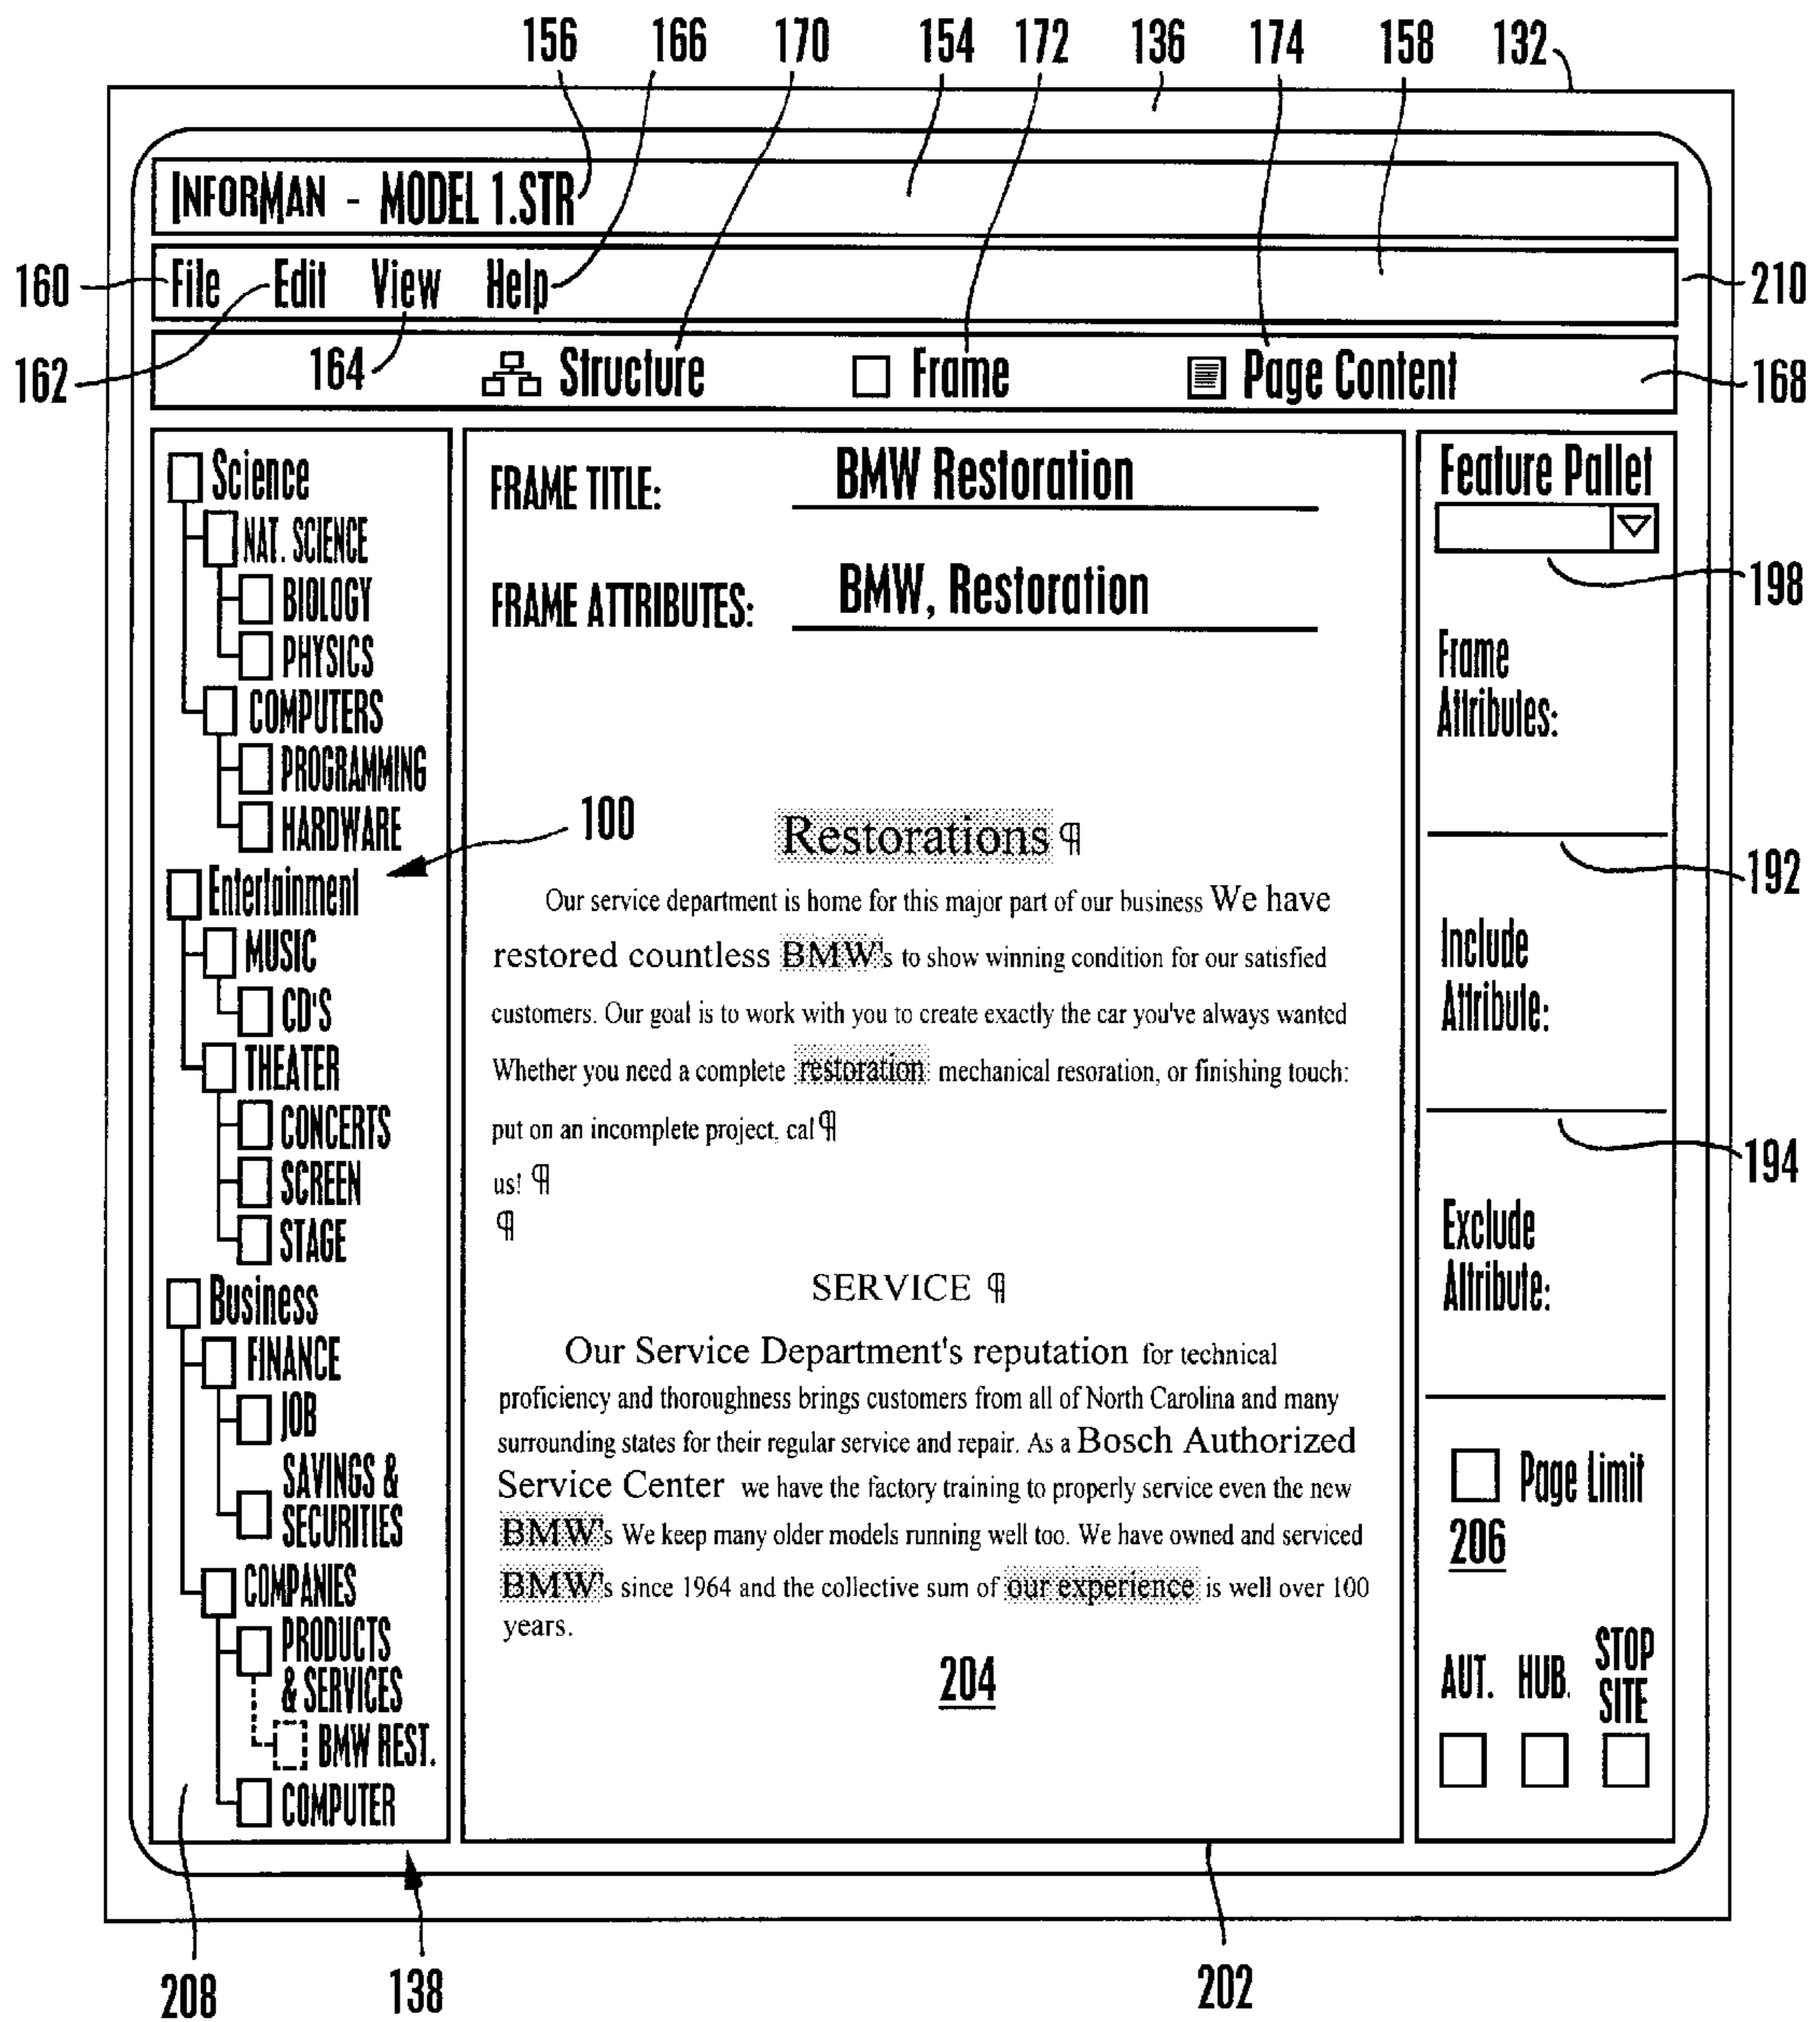 156 166 170 154 172 136 174 158 132
INFORMAN - MODEL 1.STR
160 File Edit View Help 210
162 164 Structure Frame Page Content 168
Science
NAT. SCIENCE
BIOLOGY
PHYSICS
COMPUTERS
PROGRAMMING
HARDWARE
100
Entertainment
MUSIC
CD'S
THEATER
CONCERTS
SCREEN
STAGE
Business
FINANCE
JOB
SAVINGS &
SECURITIES
COMPANIES
PRODUCTS
& SERVICES
BMW REST.
COMPUTER
FRAME TITLE: BMW Restoration
FRAME ATTRIBUTES: BMW, Restoration
Restorations ¶
Our service department is home for this major part of our business We have
restored countless BMW's to show winning condition for our satisfied
customers. Our goal is to work with you to create exactly the car you've always wanted
Whether you need a complete restoration mechanical resoration, or finishing touch:
put on an incomplete project, cal ¶
us! ¶
¶
SERVICE ¶
Our Service Department's reputation for technical
proficiency and thoroughness brings customers from all of North Carolina and many
surrounding states for their regular service and repair. As a Bosch Authorized
Service Center we have the factory training to properly service even the new
BMW's We keep many older models running well too. We have owned and serviced
BMW's since 1964 and the collective sum of our experience is well over 100
years.
204
Feature Pallet
198
Frame
Attributes:
192
Include
Attribute:
194
Exclude
Attribute:
Page Limit
206
AUT. HUB. STOP
SITE
208 138 202